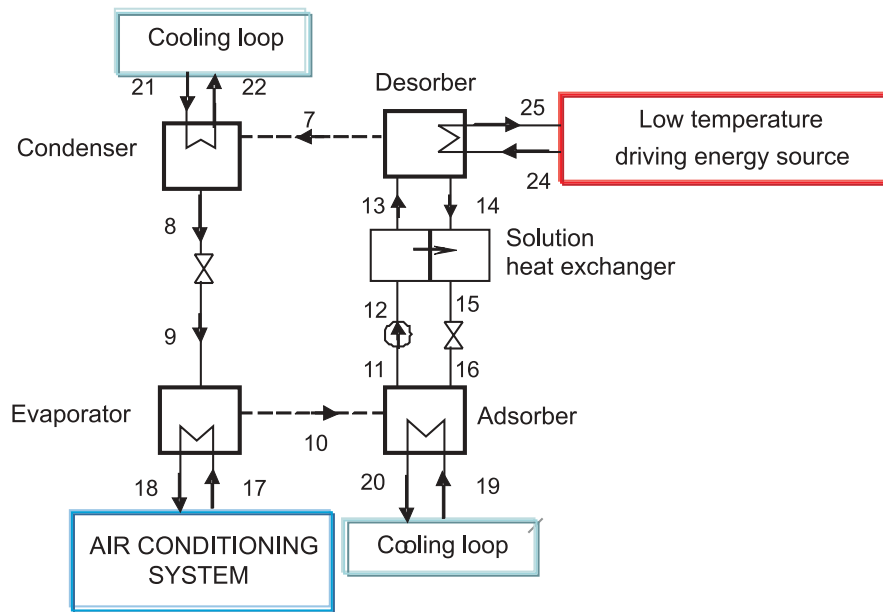 Cooling loop
21
22
Desorber
25
7
Low temperature
driving energy source
Condenser
24
8
13
14
Solution
heat exchanger
12
15
9
11
16
Evaporator
Adsorber
10
18
17
20
19
AIR CONDITIONING
SYSTEM
Cooling loop